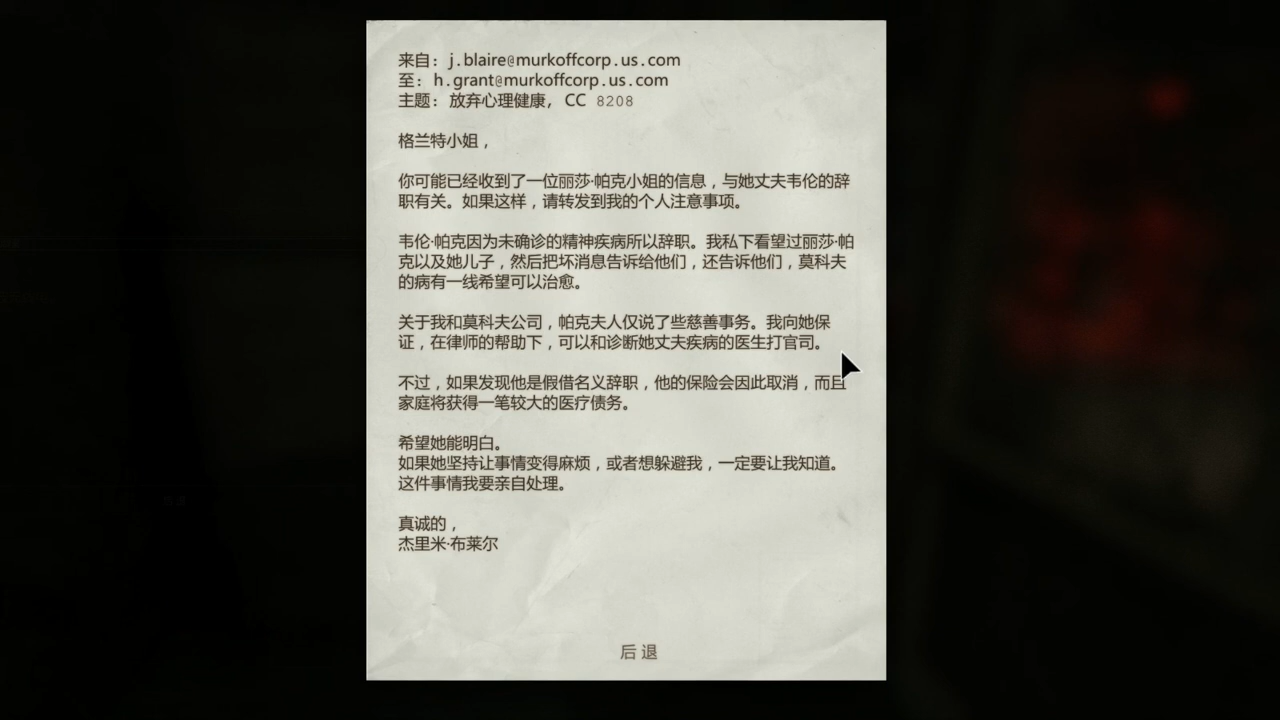 来自：j.blaire@murkoffcorp.us.com
至：h.grant@murkoffcorp.us.com
主题：放弃心理健康，CC 8208
格兰特小姐，
你可能已经收到了一位丽莎·帕克小姐的信息，与她丈夫韦伦的辞
职有关。如果这样，请转发到我的个人注意事项。
韦伦·帕克因为未确诊的精神疾病所以辞职。我私下看望过丽莎·帕
克以及她儿子，然后把坏消息告诉给他们，还告诉他们，莫科夫
的病有一线希望可以治愈。
关于我和莫科夫公司，帕克夫人仅说了些慈善事务。我向她保
证，在律师的帮助下，可以和诊断她丈夫疾病的医生打官司。
不过，如果发现他是假借名义辞职，他的保险会因此取消，而且
家庭将获得一笔较大的医疗债务。
希望她能明白。
如果她坚持让事情变得麻烦，或者想躲避我，一定要让我知道。
这件事情我要亲自处理。
真诚的，
杰里米·布莱尔
后退